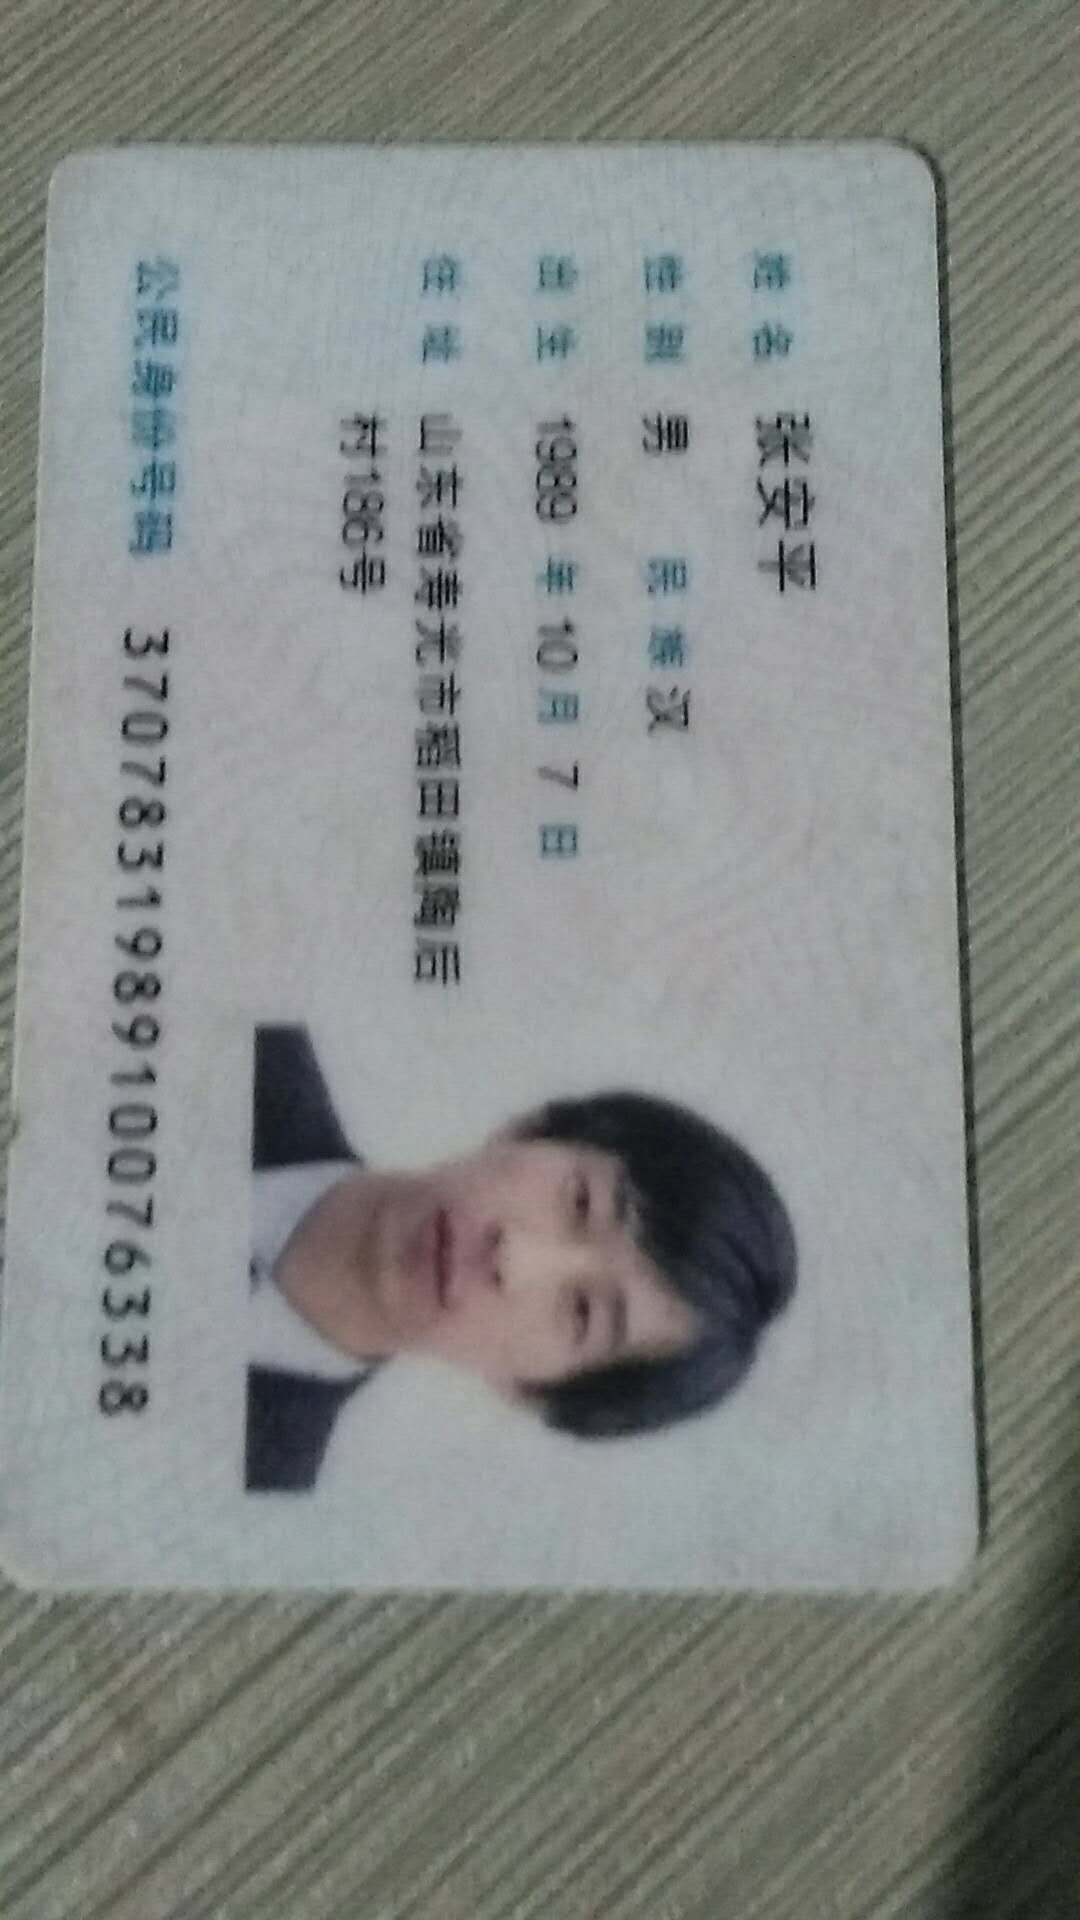 姓名 张安平
性别 男 民族 汉
出生 1989 年 10 月 7 日
住址 山东省寿光市稻田镇陶后
村186号
公民身份号码 370783198910076338